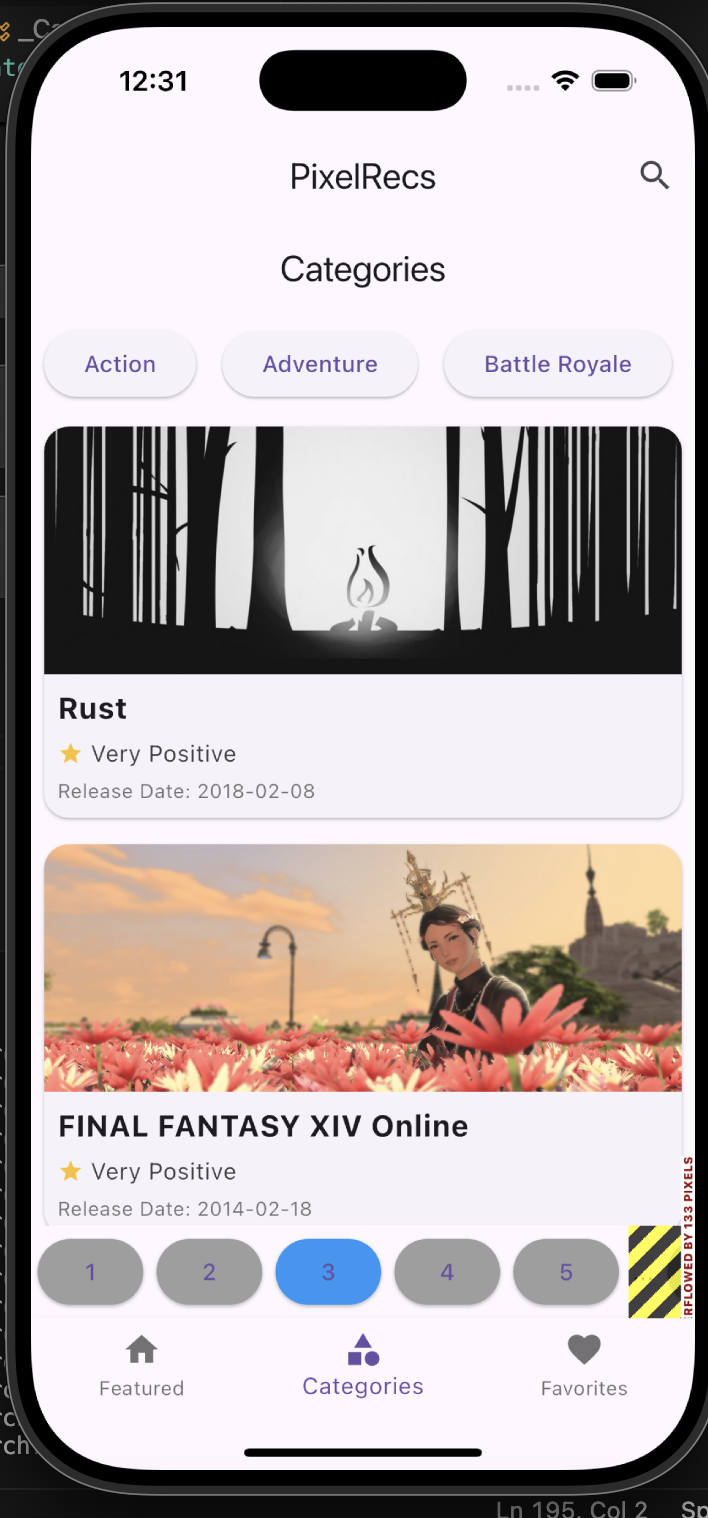 12:31
PixelRecs
Categories
Action
Adventure
Battle Royale
Rust
Very Positive
Release Date: 2018-02-08
FINAL FANTASY XIV Online
Very Positive
Release Date: 2014-02-18
1
2
3
4
5
RFLOWED BY 133 PIXELS
Featured
Categories
Favorites
Ln 195, Col 2
Sp